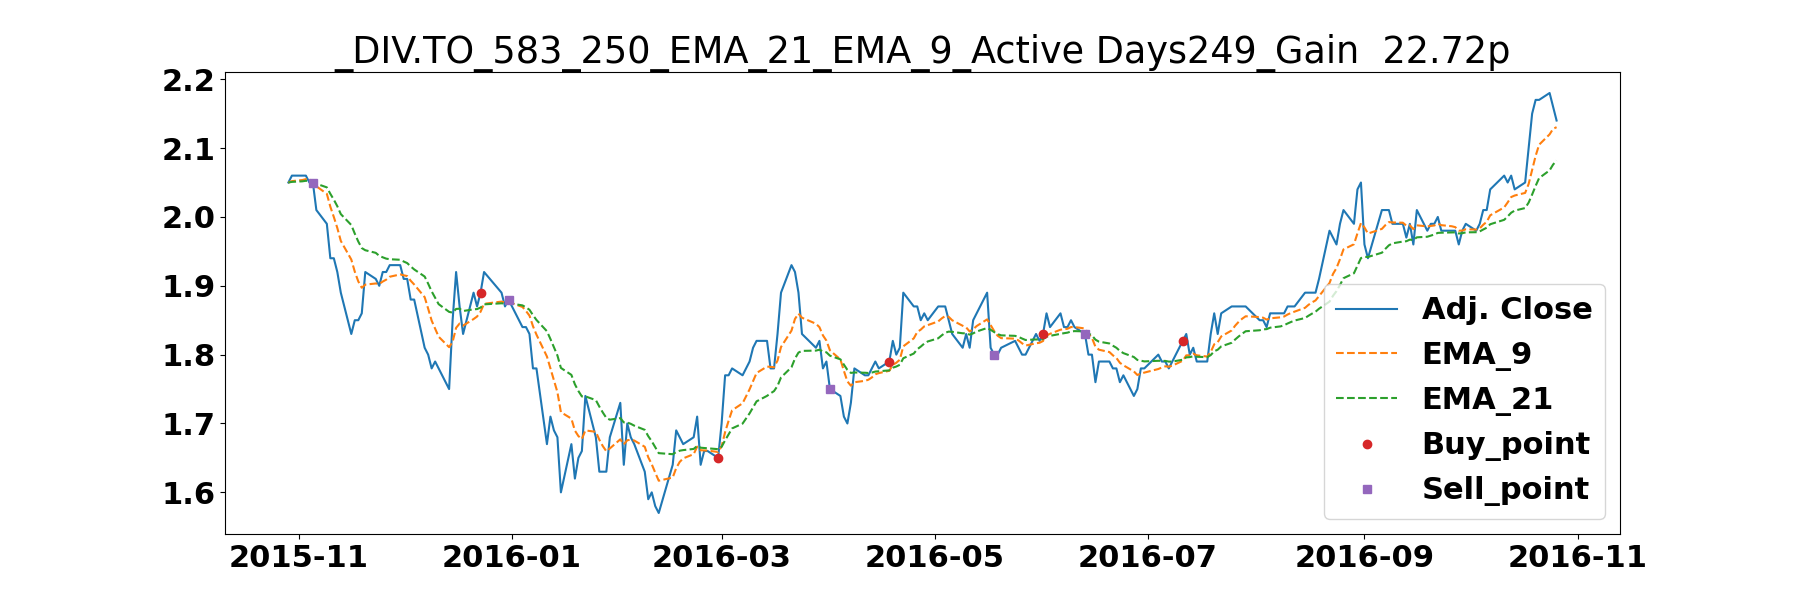 _DIV.TO_583_250_EMA_21_EMA_9_Active Days249_Gain  22.72p
2.2
2.1
2.0
1.9
1.8
1.7
1.6
Adj. Close
EMA_9
EMA_21
Buy_point
Sell_point
2015-11 2016-01 2016-03 2016-05 2016-07 2016-09 2016-11